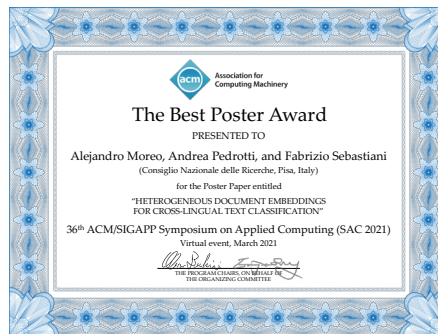 acm
Association for
Computing Machinery
The Best Poster Award
PRESENTED TO
Alejandro Moreo, Andrea Pedrotti, and Fabrizio Sebastiani
(Consiglio Nazionale delle Ricerche, Pisa, Italy)
for the Poster Paper entitled
“HETEROGENEOUS DOCUMENT EMBEDDINGS
FOR CROSS-LINGUAL TEXT CLASSIFICATION”
36th ACM/SIGAPP Symposium on Applied Computing (SAC 2021)
Virtual event, March 2021
THE PROGRAM CHAIRS, ON BEHALF OF
THE ORGANIZING COMMITTEE